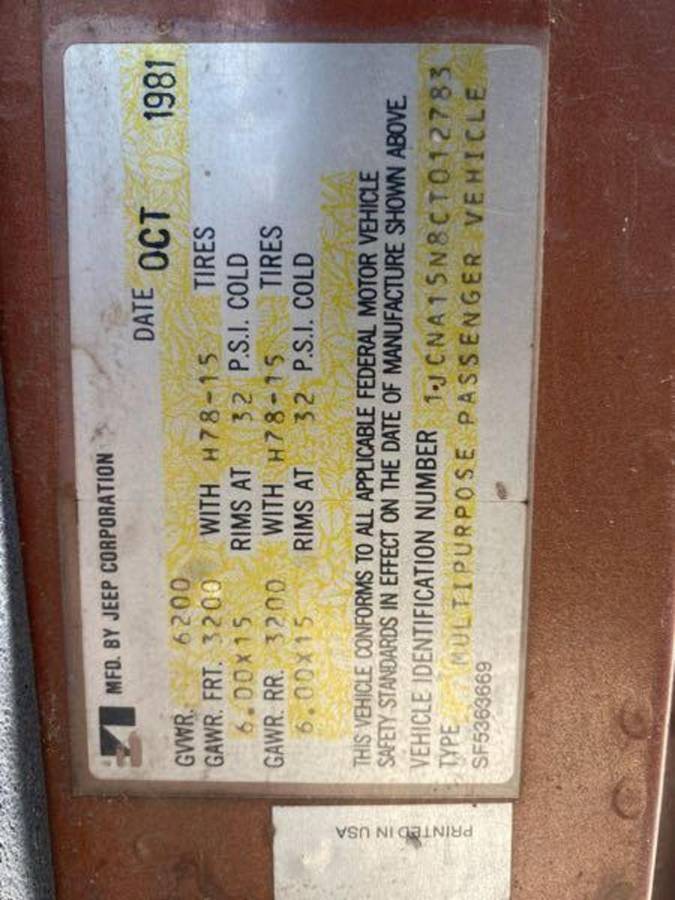 MFD. BY JEEP CORPORATION
DATE OCT 1981
GVWR. 6200
GAWR. FRT. 3200 WITH H78-15 TIRES
6.00X15 RIMS AT 32 P.S.I. COLD
GAWR. RR. 3200 WITH H78-15 TIRES
6.00X15 RIMS AT 32 P.S.I. COLD
THIS VEHICLE CONFORMS TO ALL APPLICABLE FEDERAL MOTOR VEHICLE
SAFETY STANDARDS IN EFFECT ON THE DATE OF MANUFACTURE SHOWN ABOVE.
VEHICLE IDENTIFICATION NUMBER 1JCNA15N8CT012783
TYPE MULTIPURPOSE PASSENGER VEHICLE
SF5363669
PRINTED IN USA